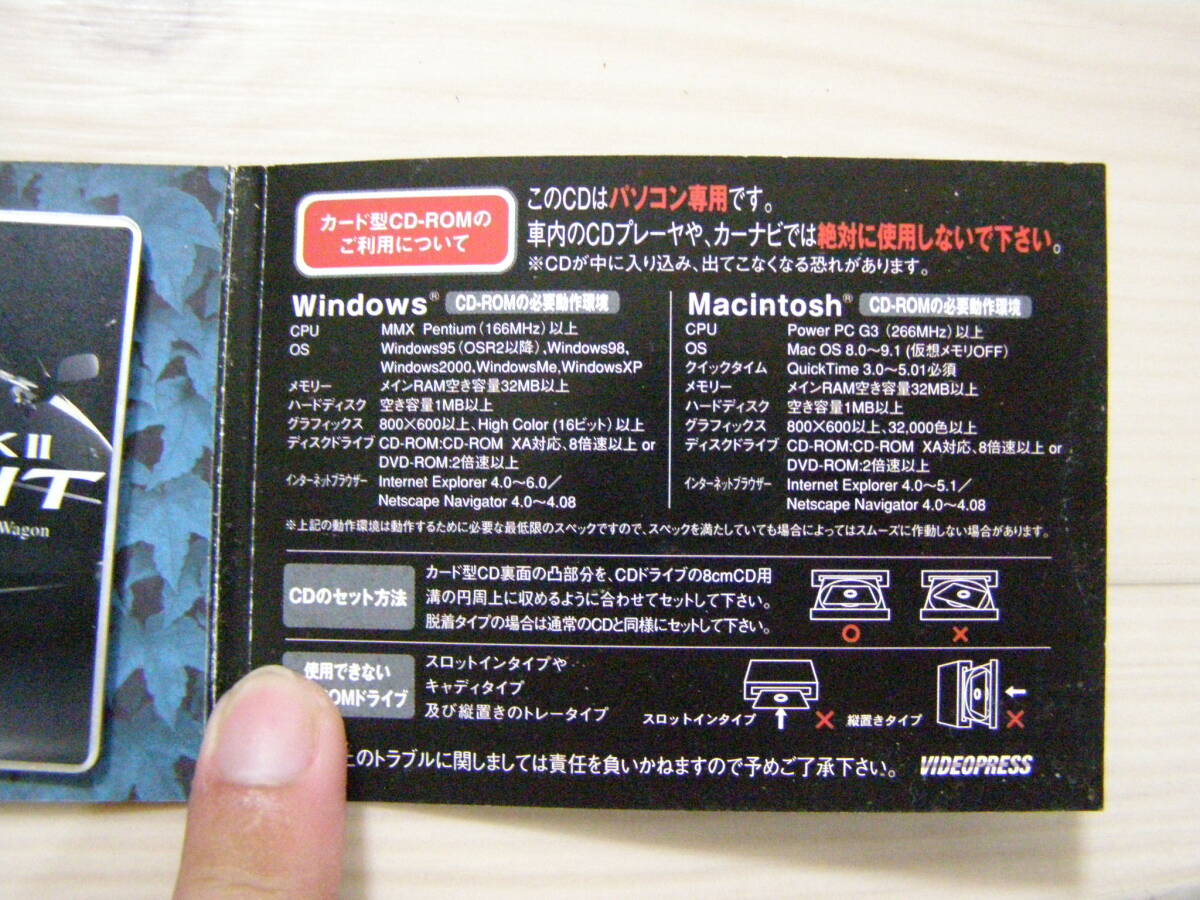 K II
IT
Wagon
カード型CD-ROMの
ご利用について
このCDはパソコン専用です。
車内のCDプレーヤや、カーナビでは絶対に使用しないで下さい。
※CDが中に入り込み、出てこなくなる恐れがあります。
Windows® CD-ROMの必要動作環境
CPU MMX Pentium (166MHz) 以上
OS Windows95 (OSR2以降)、Windows98、
Windows2000、WindowsMe、WindowsXP
メモリー メインRAM空き容量32MB以上
ハードディスク 空き容量1MB以上
グラフィックス 800×600以上、High Color (16ビット) 以上
ディスクドライブ CD-ROM:CD-ROM XA対応、8倍速以上 or
DVD-ROM:2倍速以上
インターネットブラウザー Internet Explorer 4.0〜6.0／
Netscape Navigator 4.0〜4.08
Macintosh® CD-ROMの必要動作環境
CPU Power PC G3 (266MHz) 以上
OS Mac OS 8.0〜9.1 (仮想メモリOFF)
クイックタイム QuickTime 3.0〜5.01必須
メモリー メインRAM空き容量32MB以上
ハードディスク 空き容量1MB以上
グラフィックス 800×600以上、32,000色以上
ディスクドライブ CD-ROM:CD-ROM XA対応、8倍速以上 or
DVD-ROM:2倍速以上
インターネットブラウザー Internet Explorer 4.0〜5.1／
Netscape Navigator 4.0〜4.08
※上記の動作環境は動作するために必要な最低限のスペックですので、スペックを満たしていても場合によってはスムーズに作動しない場合があります。
CDのセット方法
カード型CD裏面の凸部分を、CDドライブの8cmCD用
溝の円周上に収めるように合わせてセットして下さい。
脱着タイプの場合は通常のCDと同様にセットして下さい。
使用できない
OMドライブ
スロットインタイプや
キャディタイプ
及び縦置きのトレータイプ
スロットインタイプ
縦置きタイプ
上のトラブルに関しましては責任を負いかねますので予めご了承下さい。
VIDEOPRESS